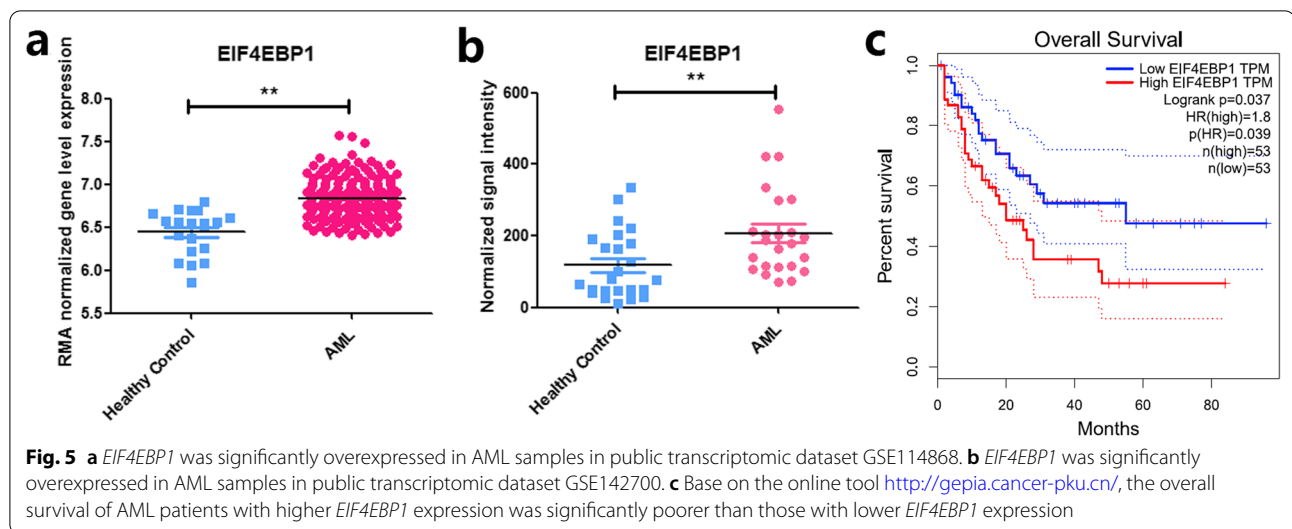 a
EIF4EBP1
**
RMA normalized gene level expression
8.0
7.5
7.0
6.5
6.0
5.5
Healthy Control
AML
b
EIF4EBP1
**
Normalized signal intensity
600
400
200
0
Healthy Control
AML
c
Overall Survival
Low EIF4EBP1 TPM
High EIF4EBP1 TPM
Logrank p=0.037
HR(high)=1.8
p(HR)=0.039
n(high)=53
n(low)=53
Percent survival
1.0
0.8
0.6
0.4
0.2
0.0
0 20 40 60 80
Months
Fig. 5 a EIF4EBP1 was significantly overexpressed in AML samples in public transcriptomic dataset GSE114868. b EIF4EBP1 was significantly
overexpressed in AML samples in public transcriptomic dataset GSE142700. c Base on the online tool http://gepia.cancer-pku.cn/, the overall
survival of AML patients with higher EIF4EBP1 expression was significantly poorer than those with lower EIF4EBP1 expression